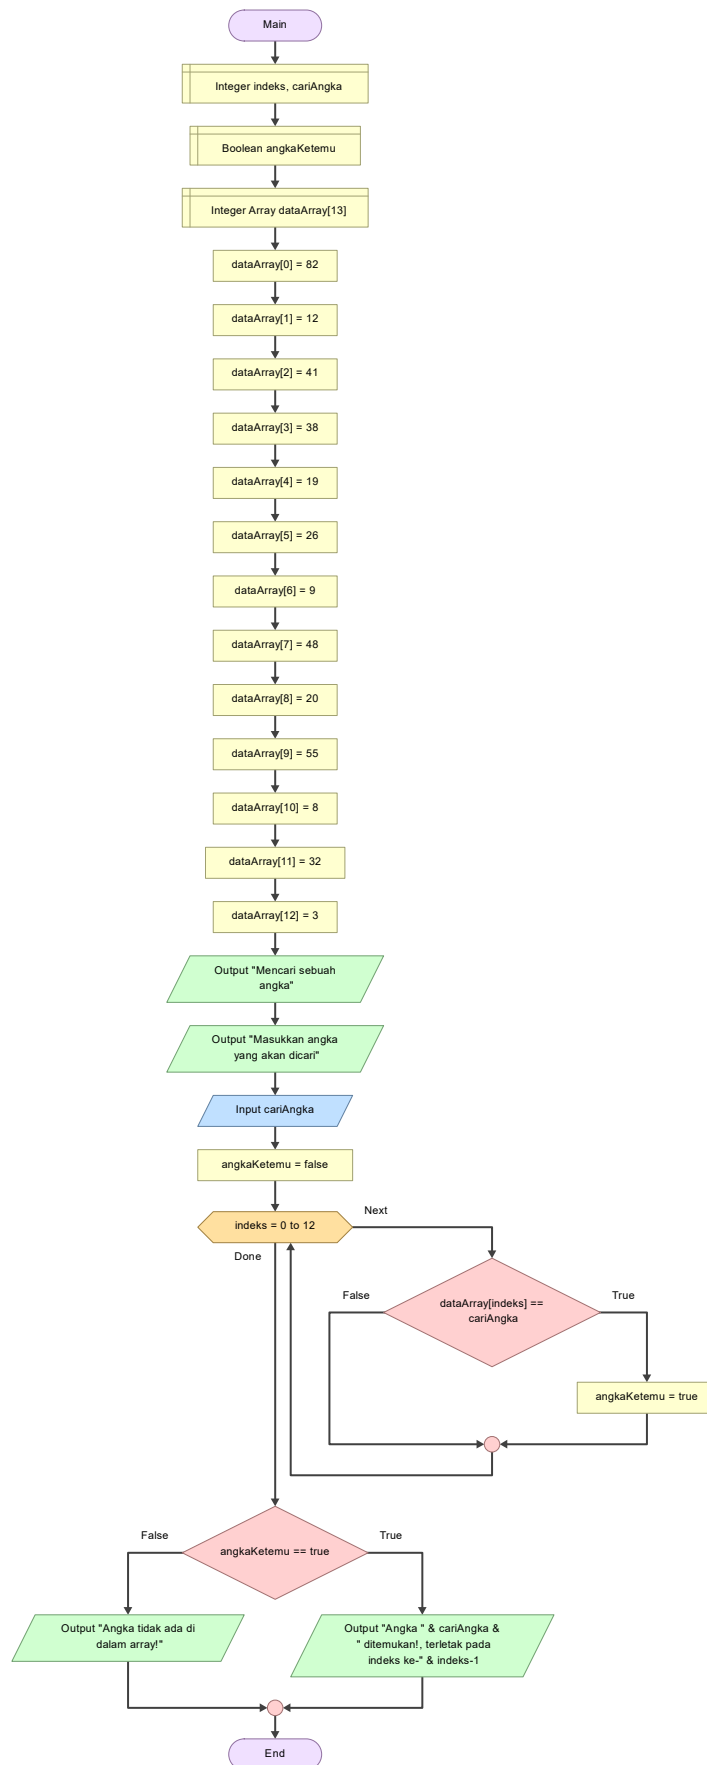 Main
Integer indeks, cariAngka
Boolean angkaKetemu
Integer Array dataArray[13]
dataArray[0] = 82
dataArray[1] = 12
dataArray[2] = 41
dataArray[3] = 38
dataArray[4] = 19
dataArray[5] = 26
dataArray[6] = 9
dataArray[7] = 48
dataArray[8] = 20
dataArray[9] = 55
dataArray[10] = 8
dataArray[11] = 32
dataArray[12] = 3
Output "Mencari sebuah
angka"
Output "Masukkan angka
yang akan dicari"
Input cariAngka
angkaKetemu = false
indeks = 0 to 12
Next
Done
False
dataArray[indeks] ==
cariAngka
True
angkaKetemu = true
False
angkaKetemu == true
True
Output "Angka tidak ada di
dalam array!"
Output "Angka " & cariAngka &
" ditemukan!, terletak pada
indeks ke-" & indeks-1
End